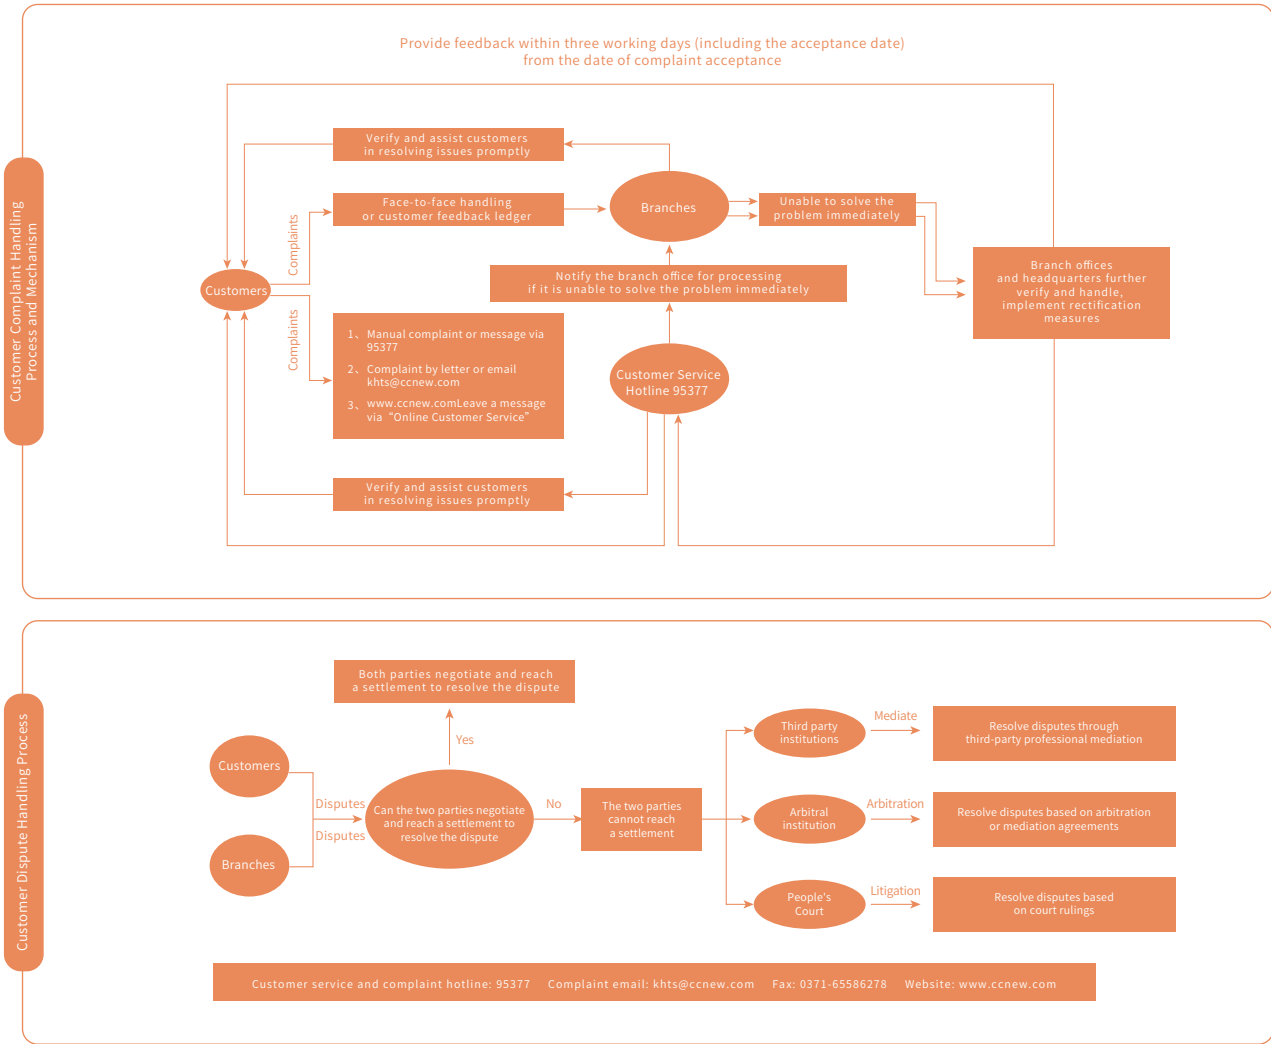 Customer Complaint Handling
Process and Mechanism
Provide feedback within three working days (including the acceptance date)
from the date of complaint acceptance
Verify and assist customers
in resolving issues promptly
Face-to-face handling
or customer feedback ledger
Branches
Unable to solve the
problem immediately
Complaints
Customers
Complaints
Notify the branch office for processing
if it is unable to solve the problem immediately
Branch offices
and headquarters further
verify and handle,
implement rectification
measures
1、Manual complaint or message via
95377
2、Complaint by letter or email
khts@ccnew.com
3、www.ccnew.comLeave a message
via “Online Customer Service”
Customer Service
Hotline 95377
Verify and assist customers
in resolving issues promptly
Customer Dispute Handling Process
Both parties negotiate and reach
a settlement to resolve the dispute
Yes
Customers
Branches
Disputes
Disputes
Can the two parties negotiate
and reach a settlement to
resolve the dispute
No
The two parties
cannot reach
a settlement
Third party
institutions
Mediate
Resolve disputes through
third-party professional mediation
Arbitral
institution
Arbitration
Resolve disputes based on arbitration
or mediation agreements
People's
Court
Litigation
Resolve disputes based
on court rulings
Customer service and complaint hotline: 95377 Complaint email: khts@ccnew.com Fax: 0371-65586278 Website: www.ccnew.com